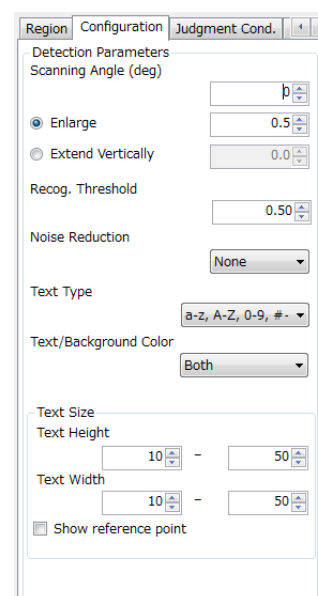 Region Configuration Judgment Cond.
Detection Parameters
Scanning Angle (deg)
0
Enlarge 0.5
Extend Vertically 0.0
Recog. Threshold
0.50
Noise Reduction
None
Text Type
a-z, A-Z, 0-9, #-
Text/Background Color
Both
Text Size
Text Height
10 - 50
Text Width
10 - 50
Show reference point